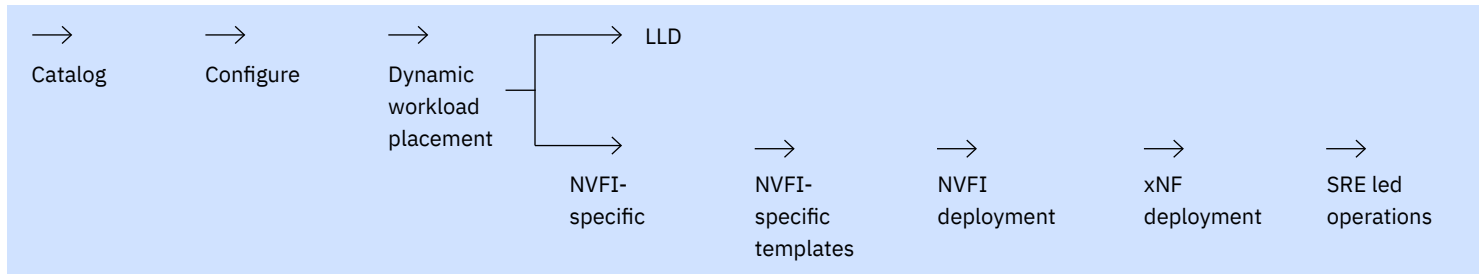 Catalog
Configure
Dynamic
workload
placement
LLD
NVFI-
specific
NVFI-
specific
templates
NVFI
deployment
xNF
deployment
SRE led
operations